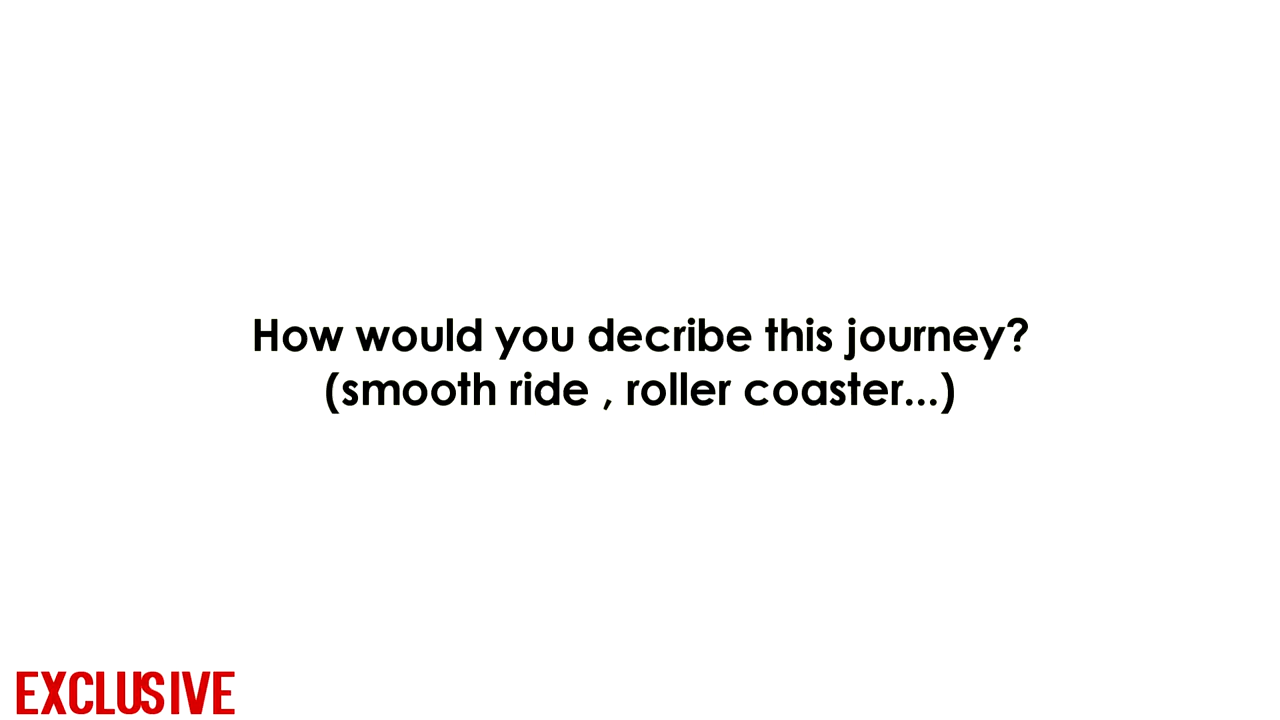 How would you decribe this journey?
(smooth ride , roller coaster...)
EXCLUSIVE